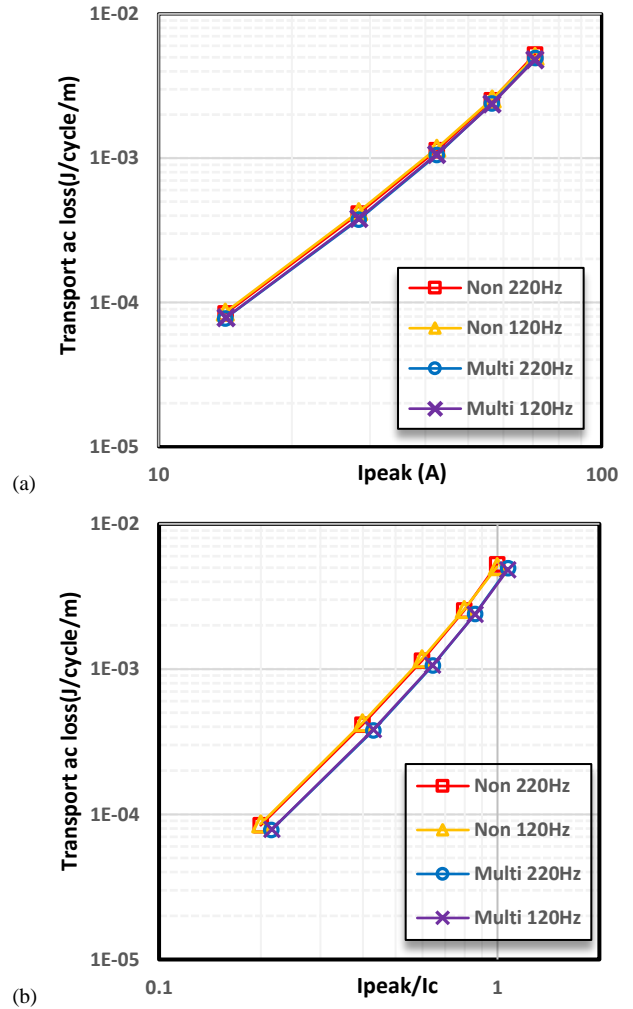 1E-02
1E-03
1E-04
1E-05
Transport ac loss(J/cycle/m)
Non 220Hz
Non 120Hz
Multi 220Hz
Multi 120Hz
10
100
Ipeak (A)
(a)
1E-02
1E-03
1E-04
1E-05
Transport ac loss(J/cycle/m)
Non 220Hz
Non 120Hz
Multi 220Hz
Multi 120Hz
0.1
1
Ipeak/Ic
(b)